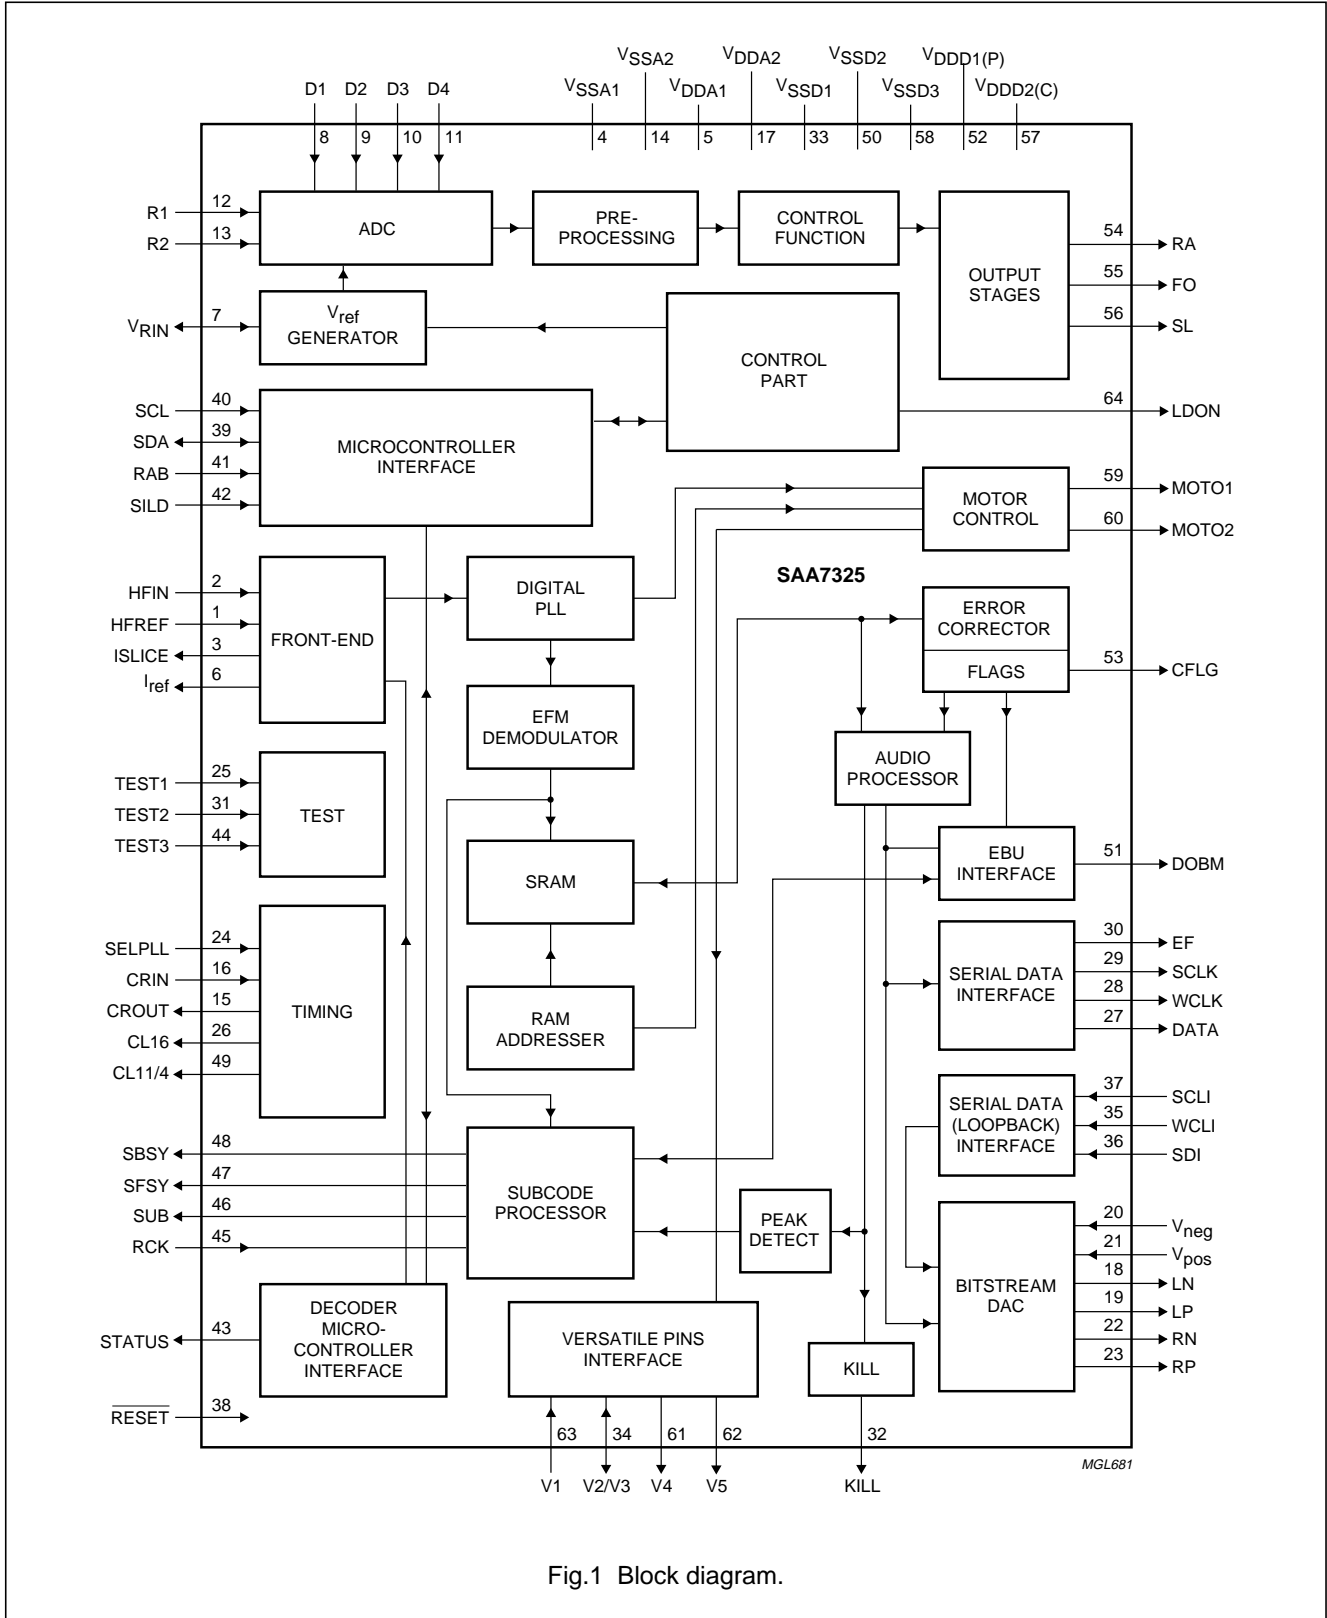 VSSA1
VSSA2
VDDA1
VDDA2
VSSD1
VSSD2
VSSD3
VDDD1(P)
VDDD2(C)
D1 D2 D3 D4
8 9 10 11
4 14 5 17 33 50 58 52 57
R1 12
R2 13
ADC
PRE-
PROCESSING
CONTROL
FUNCTION
OUTPUT
STAGES
54 RA
55 FO
56 SL
VRIN 7
Vref
GENERATOR
CONTROL
PART
64 LDON
SCL 40
SDA 39
RAB 41
SILD 42
MICROCONTROLLER
INTERFACE
MOTOR
CONTROL
59 MOTO1
60 MOTO2
SAA7325
HFIN 2
HFREF 1
ISLICE 3
Iref 6
FRONT-END
DIGITAL
PLL
ERROR
CORRECTOR
FLAGS
53 CFLG
EFM
DEMODULATOR
AUDIO
PROCESSOR
TEST1 25
TEST2 31
TEST3 44
TEST
SRAM
EBU
INTERFACE
51 DOBM
SELPLL 24
CRIN 16
CROUT 15
CL16 26
CL11/4 49
TIMING
RAM
ADDRESSER
SERIAL DATA
INTERFACE
30 EF
29 SCLK
28 WCLK
27 DATA
SERIAL DATA
(LOOPBACK)
INTERFACE
37 SCLI
35 WCLI
36 SDI
SBSY 48
SFSY 47
SUB 46
RCK 45
SUBCODE
PROCESSOR
PEAK
DETECT
BITSTREAM
DAC
20 Vneg
21 Vpos
18 LN
19 LP
22 RN
23 RP
STATUS 43
DECODER
MICRO-
CONTROLLER
INTERFACE
VERSATILE PINS
INTERFACE
KILL
RESET 38
63 34 61 62 32
V1 V2/V3 V4 V5 KILL
MGL681
Fig.1 Block diagram.